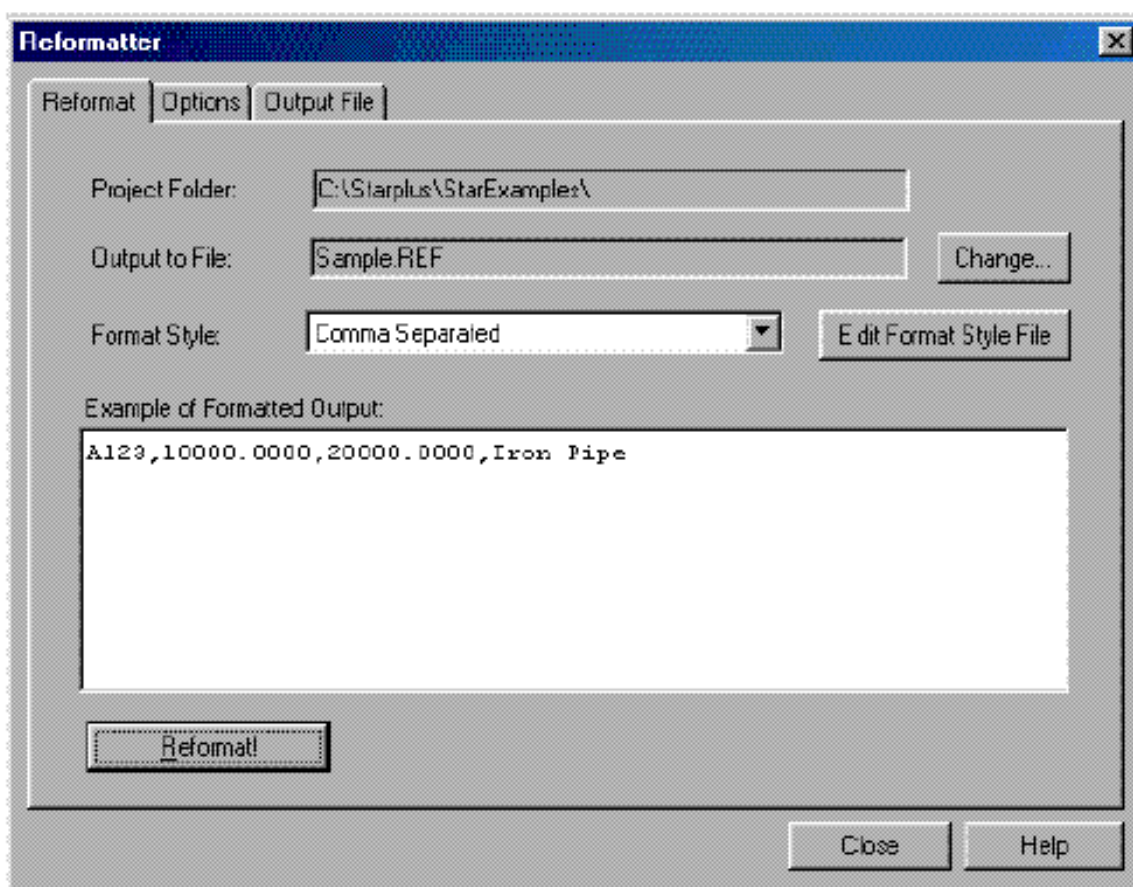 Reformatter
Reformat Options Output File
Project Folder: C:\Starplus\StarExamples\
Output to File: Sample.REF Change...
Format Style: Comma Separated Edit Format Style File
Example of Formatted Output:
A123,10000.0000,20000.0000,Iron Pipe
Reformat!
Close Help